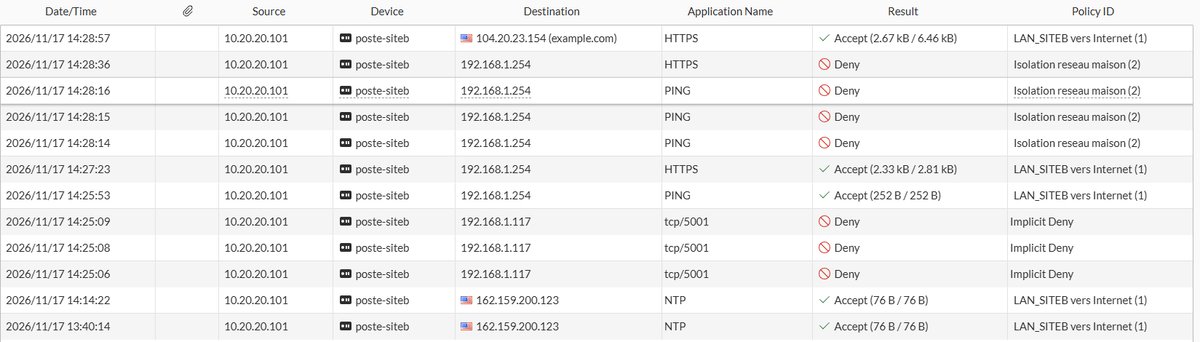 Date/Time Source Device Destination Application Name Result Policy ID
2026/11/17 14:28:57 10.20.20.101 poste-siteb 104.20.23.154 (example.com) HTTPS Accept (2.67 kB / 6.46 kB) LAN_SITEB vers Internet (1)
2026/11/17 14:28:36 10.20.20.101 poste-siteb 192.168.1.254 HTTPS Deny Isolation reseau maison (2)
2026/11/17 14:28:16 10.20.20.101 poste-siteb 192.168.1.254 PING Deny Isolation reseau maison (2)
2026/11/17 14:28:15 10.20.20.101 poste-siteb 192.168.1.254 PING Deny Isolation reseau maison (2)
2026/11/17 14:28:14 10.20.20.101 poste-siteb 192.168.1.254 PING Deny Isolation reseau maison (2)
2026/11/17 14:27:23 10.20.20.101 poste-siteb 192.168.1.254 HTTPS Accept (2.33 kB / 2.81 kB) LAN_SITEB vers Internet (1)
2026/11/17 14:25:53 10.20.20.101 poste-siteb 192.168.1.254 PING Accept (252 B / 252 B) LAN_SITEB vers Internet (1)
2026/11/17 14:25:09 10.20.20.101 poste-siteb 192.168.1.117 tcp/5001 Deny Implicit Deny
2026/11/17 14:25:08 10.20.20.101 poste-siteb 192.168.1.117 tcp/5001 Deny Implicit Deny
2026/11/17 14:25:06 10.20.20.101 poste-siteb 192.168.1.117 tcp/5001 Deny Implicit Deny
2026/11/17 14:14:22 10.20.20.101 poste-siteb 162.159.200.123 NTP Accept (76 B / 76 B) LAN_SITEB vers Internet (1)
2026/11/17 13:40:14 10.20.20.101 poste-siteb 162.159.200.123 NTP Accept (76 B / 76 B) LAN_SITEB vers Internet (1)